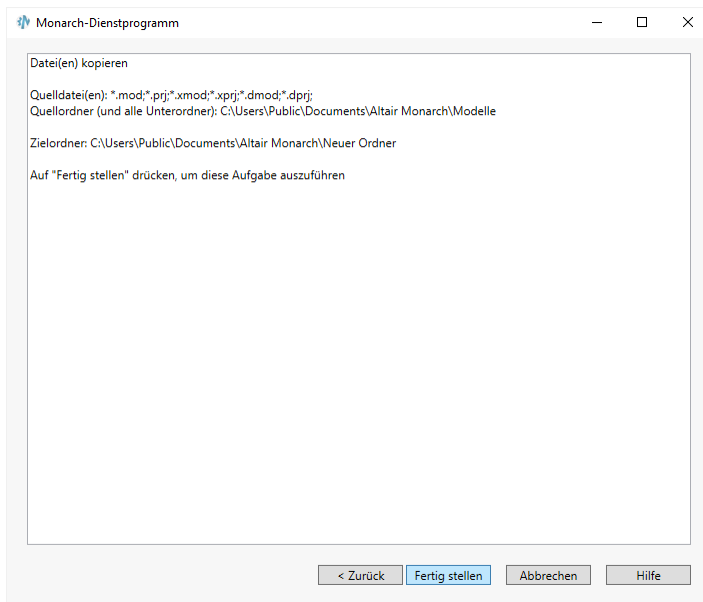 Monarch-Dienstprogramm
Datei(en) kopieren
Quelldatei(en): *.mod;*.prj;*.xmod;*.xprj;*.dmod;*.dprj;
Quellordner (und alle Unterordner): C:\Users\Public\Documents\Altair Monarch\Modelle
Zielordner: C:\Users\Public\Documents\Altair Monarch\Neuer Ordner
Auf "Fertig stellen" drücken, um diese Aufgabe auszuführen
< Zurück Fertig stellen Abbrechen Hilfe